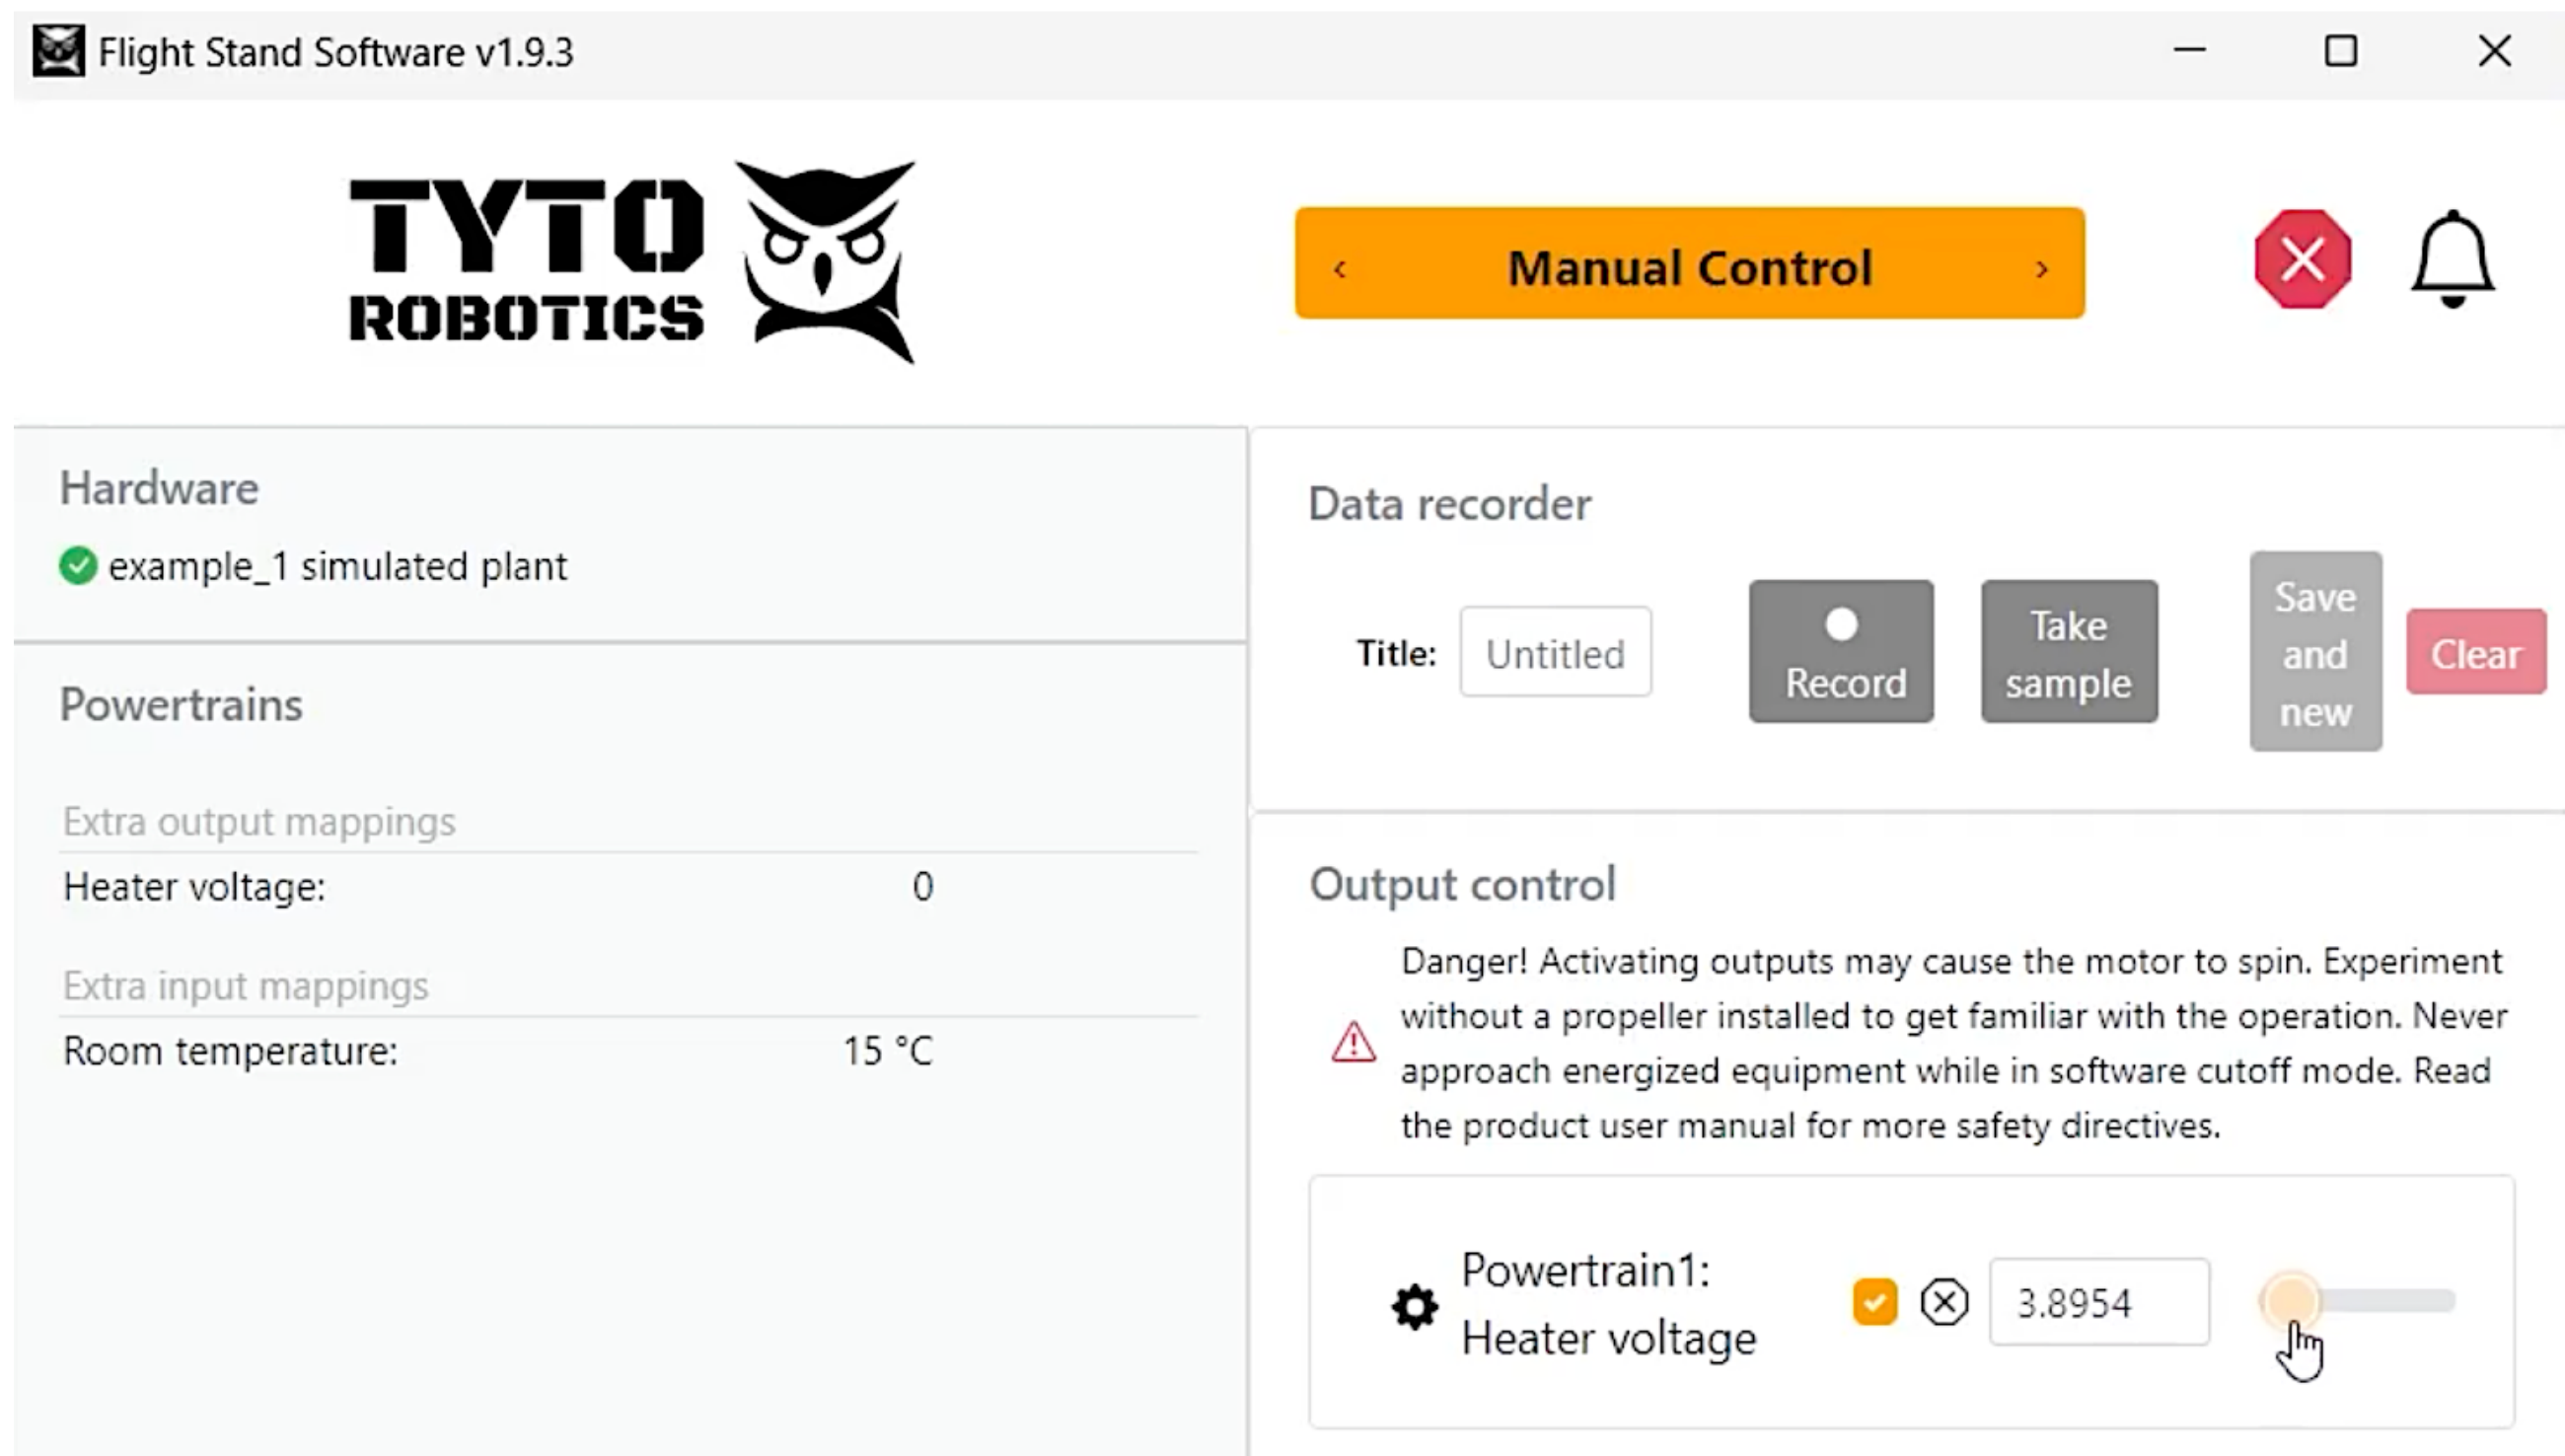 Flight Stand Software v1.9.3
TYTO
ROBOTICS
< Manual Control >
Hardware
example_1 simulated plant
Powertrains
Extra output mappings
Heater voltage: 0
Extra input mappings
Room temperature: 15 °C
Data recorder
Title: Untitled
Record
Take
sample
Save
and
new
Clear
Output control
Danger! Activating outputs may cause the motor to spin. Experiment
without a propeller installed to get familiar with the operation. Never
approach energized equipment while in software cutoff mode. Read
the product user manual for more safety directives.
Powertrain1:
Heater voltage
3.8954